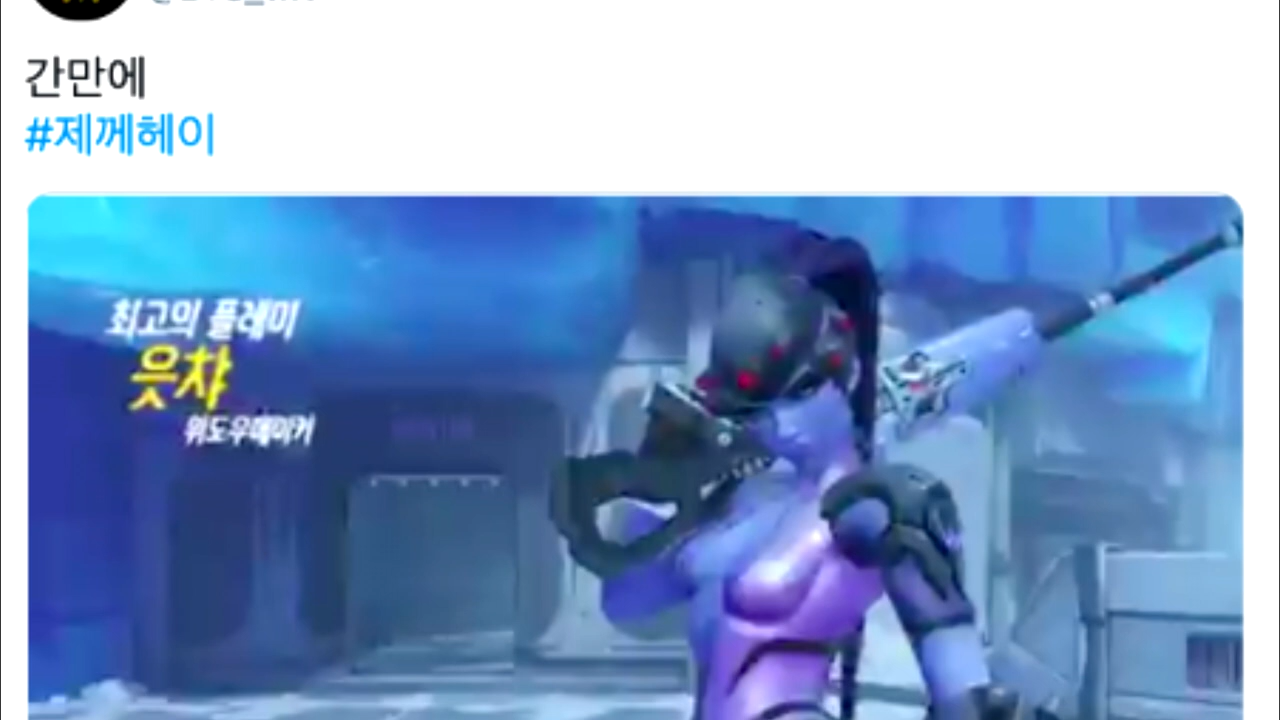 간만에
#제께헤이
최고의 플레이
읏챠
위도우메이커